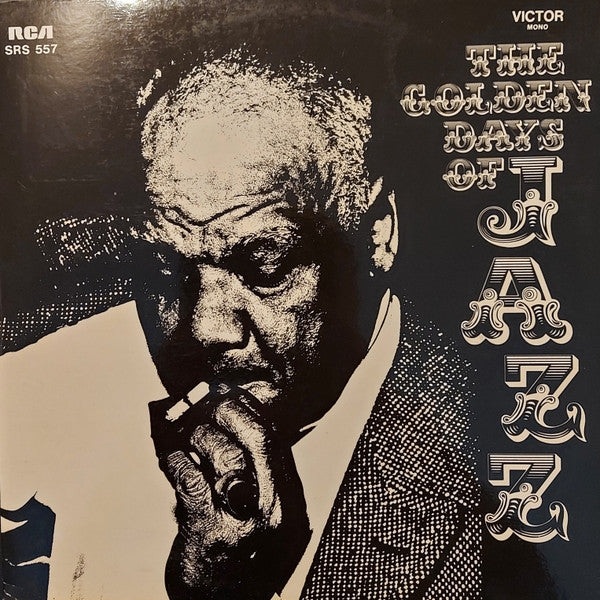 RCA
SRS 557
VICTOR
MONO
THE
GOLDEN
DAYS
OF
JAZZ